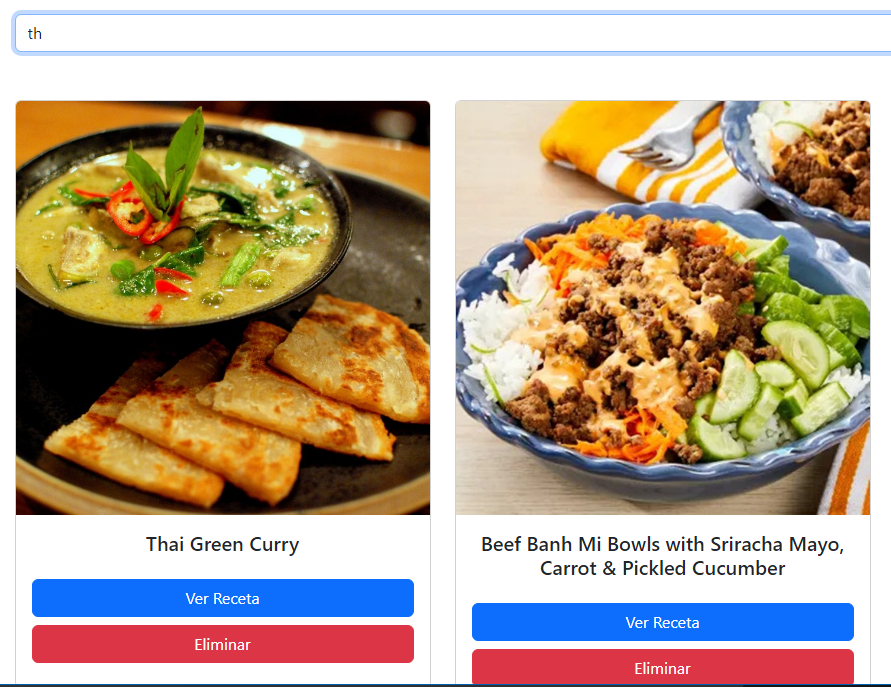 th
Thai Green Curry
Ver Receta
Eliminar
Beef Banh Mi Bowls with Sriracha Mayo,
Carrot & Pickled Cucumber
Ver Receta
Eliminar